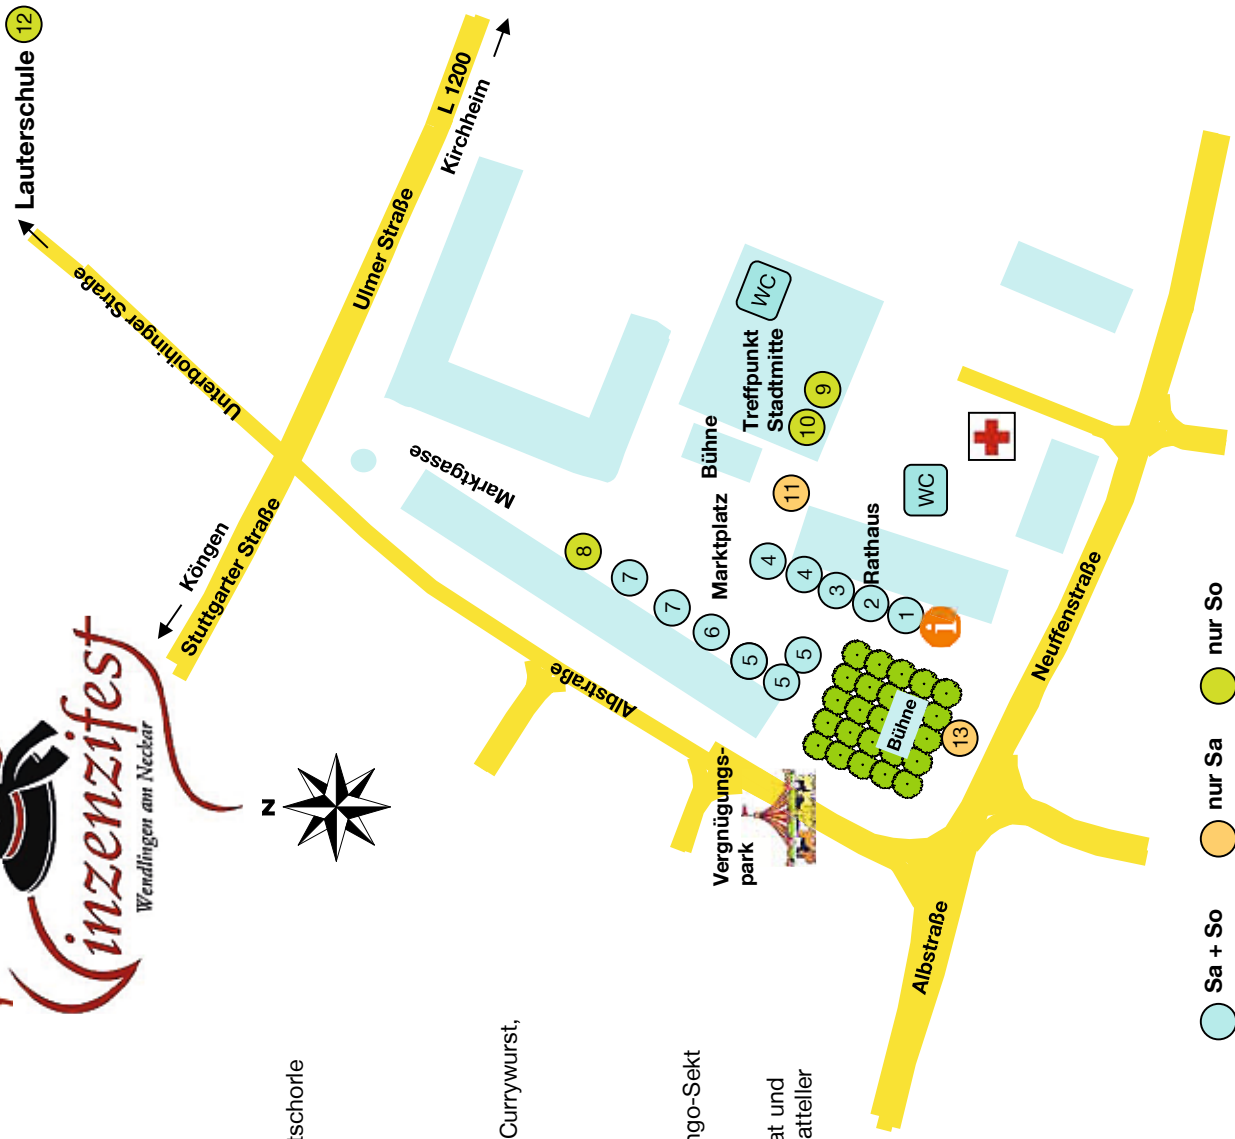 Lauterschule 12
inzenzifest
Wendlingen am Neckar
N
Unterboihinger Straße
Köngen
Stuttgarter Straße
Ulmer Straße
L 1200
Kirchheim
Marktgasse
Albstraße
8
7
7
6
5
5
5
Marktplatz
Bühne
Treffpunkt
Stadtmitte
WC
10
9
11
4
4
3
2
1
Rathaus
WC
i
Bühne
13
Vergnügungs-
park
Neuffenstraße
Albstraße
tschorle
Currywurst,
ngo-Sekt
at und
atteller
Sa + So
nur Sa
nur So